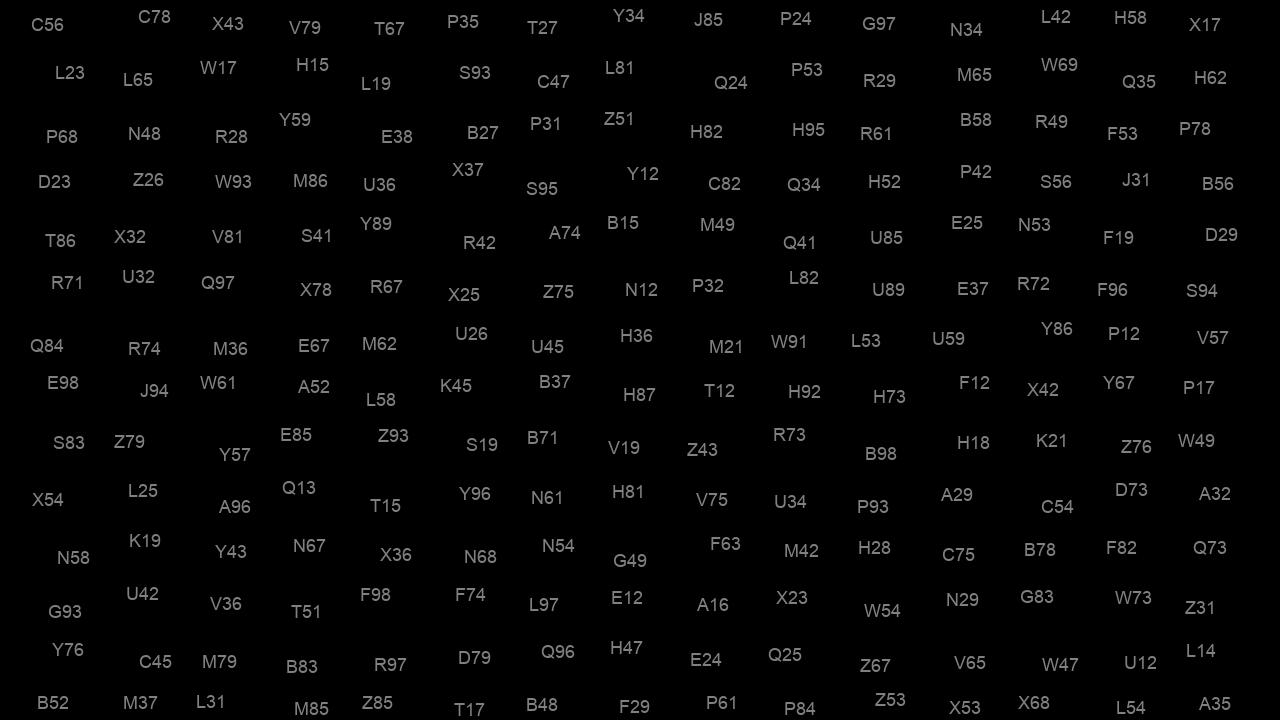 C56 C78 X43 V79 T67 P35 T27 Y34 J85 P24 G97 N34 L42 H58 X17
L23 L65 W17 H15 L19 S93 C47 L81 Q24 P53 R29 M65 W69 Q35 H62
P68 N48 R28 Y59 E38 B27 P31 Z51 H82 H95 R61 B58 R49 F53 P78
D23 Z26 W93 M86 U36 X37 S95 Y12 C82 Q34 H52 P42 S56 J31 B56
T86 X32 V81 S41 Y89 R42 A74 B15 M49 Q41 U85 E25 N53 F19 D29
R71 U32 Q97 X78 R67 X25 Z75 N12 P32 L82 U89 E37 R72 F96 S94
Q84 R74 M36 E67 M62 U26 U45 H36 M21 W91 L53 U59 Y86 P12 V57
E98 J94 W61 A52 L58 K45 B37 H87 T12 H92 H73 F12 X42 Y67 P17
S83 Z79 Y57 E85 Z93 S19 B71 V19 Z43 R73 B98 H18 K21 Z76 W49
X54 L25 A96 Q13 T15 Y96 N61 H81 V75 U34 P93 A29 C54 D73 A32
N58 K19 Y43 N67 X36 N68 N54 G49 F63 M42 H28 C75 B78 F82 Q73
G93 U42 V36 T51 F98 F74 L97 E12 A16 X23 W54 N29 G83 W73 Z31
Y76 C45 M79 B83 R97 D79 Q96 H47 E24 Q25 Z67 V65 W47 U12 L14
B52 M37 L31 M85 Z85 T17 B48 F29 P61 P84 Z53 X53 X68 L54 A35